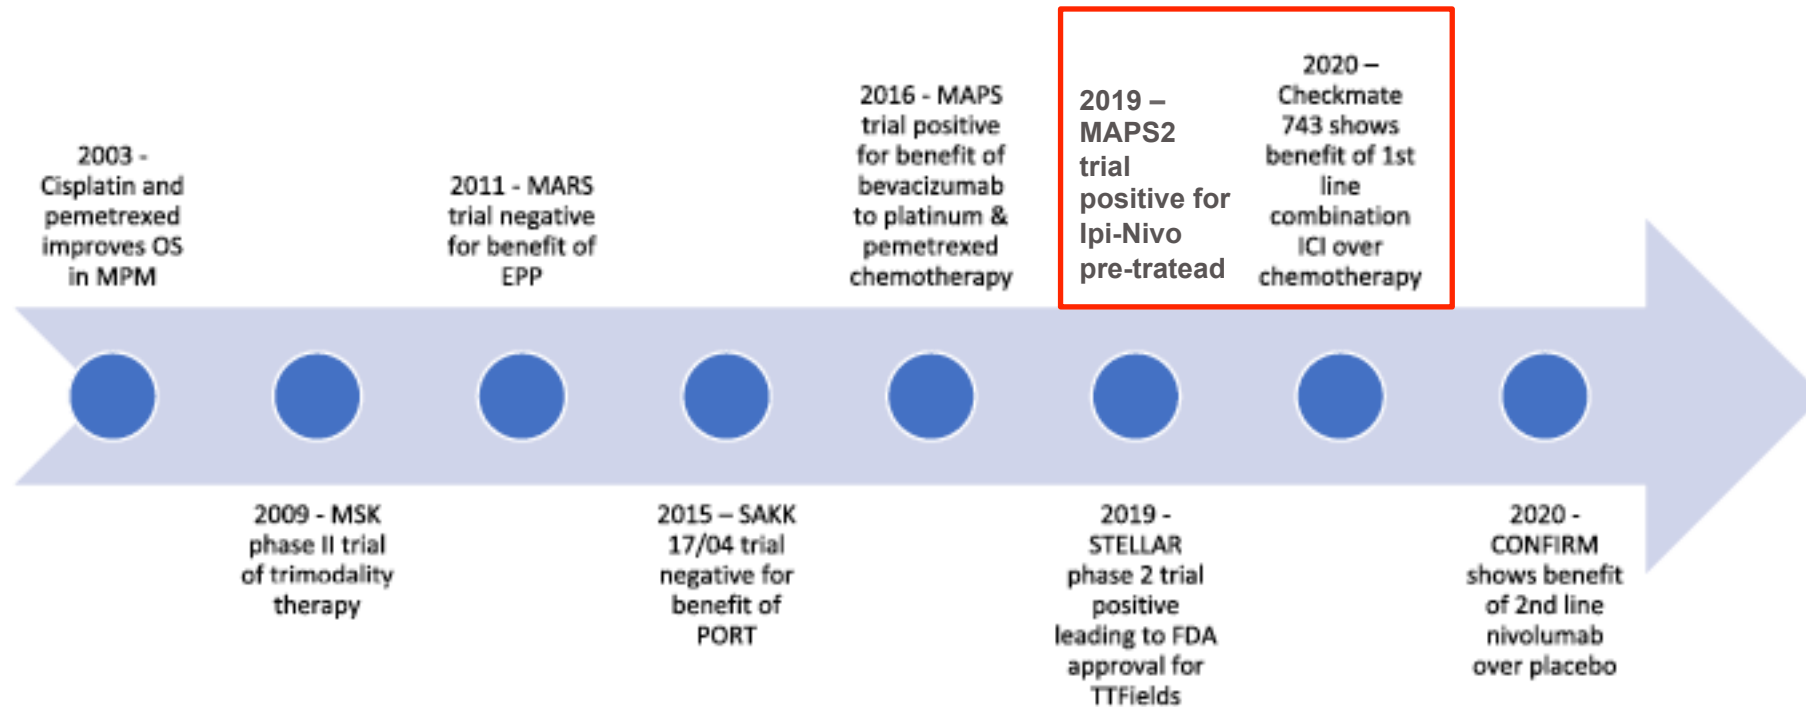 2003 -
Cisplatin and
pemetrexed
improves OS
in MPM
2009 - MSK
phase II trial
of trimodality
therapy
2011 - MARS
trial negative
for benefit of
EPP
2015 – SAKK
17/04 trial
negative for
benefit of
PORT
2016 - MAPS
trial positive
for benefit of
bevacizumab
to platinum &
pemetrexed
chemotherapy
2019 –
MAPS2
trial
positive for
Ipi-Nivo
pre-tratead
2019 -
STELLAR
phase 2 trial
positive
leading to FDA
approval for
TTFields
2020 –
Checkmate
743 shows
benefit of 1st
line
combination
ICI over
chemotherapy
2020 -
CONFIRM
shows benefit
of 2nd line
nivolumab
over placebo